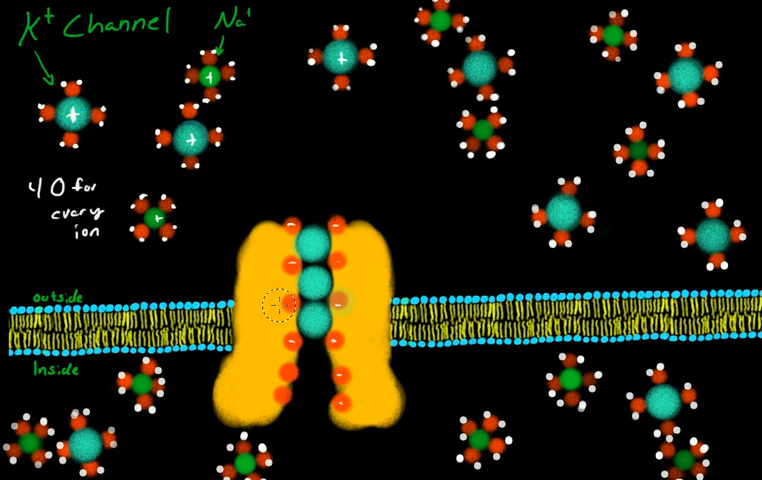 K⁺ Channel
Na⁺
4 O for
every
ion
outside
Inside